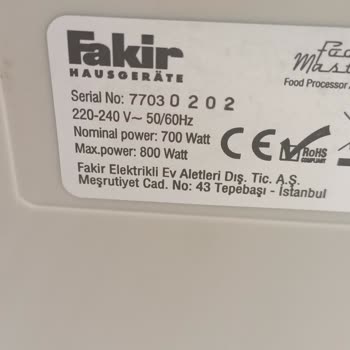 Fakir
HAUSGERÄTE
Food
Mast
Food Processor
Serial No: 7703 0 2 0 2
220-240 V~ 50/60Hz
Nominal power: 700 Watt
Max.power: 800 Watt
CE
RoHS
COMPLIANT
Fakir Elektrikli Ev Aletleri Dış. Tic. A.Ş.
Meşrutiyet Cad. No: 43 Tepebaşı - İstanbul